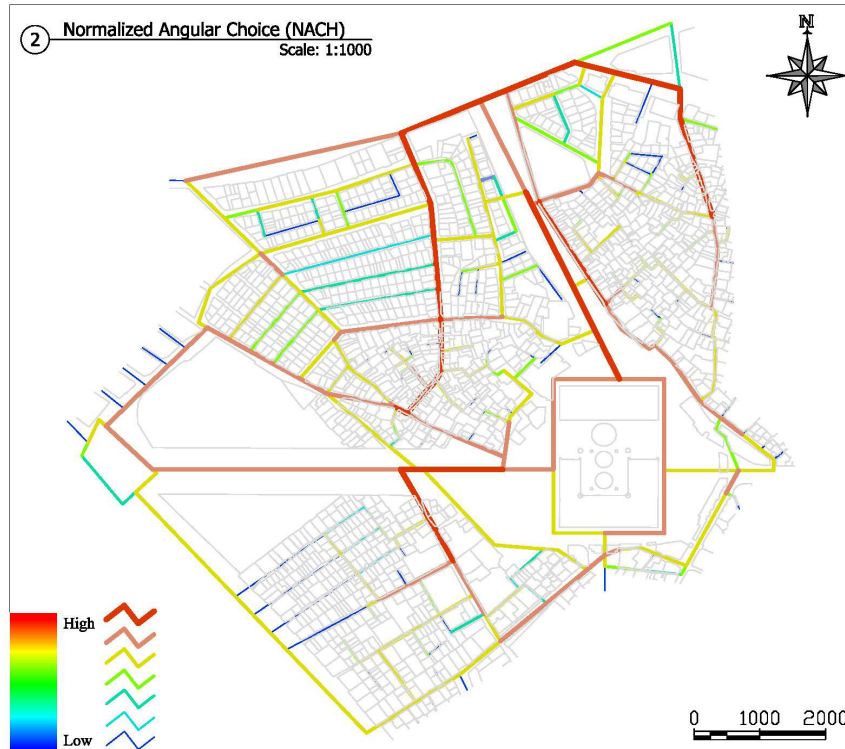 2
Normalized Angular Choice (NACH)
Scale: 1:1000
N
High
Low
0 1000 2000